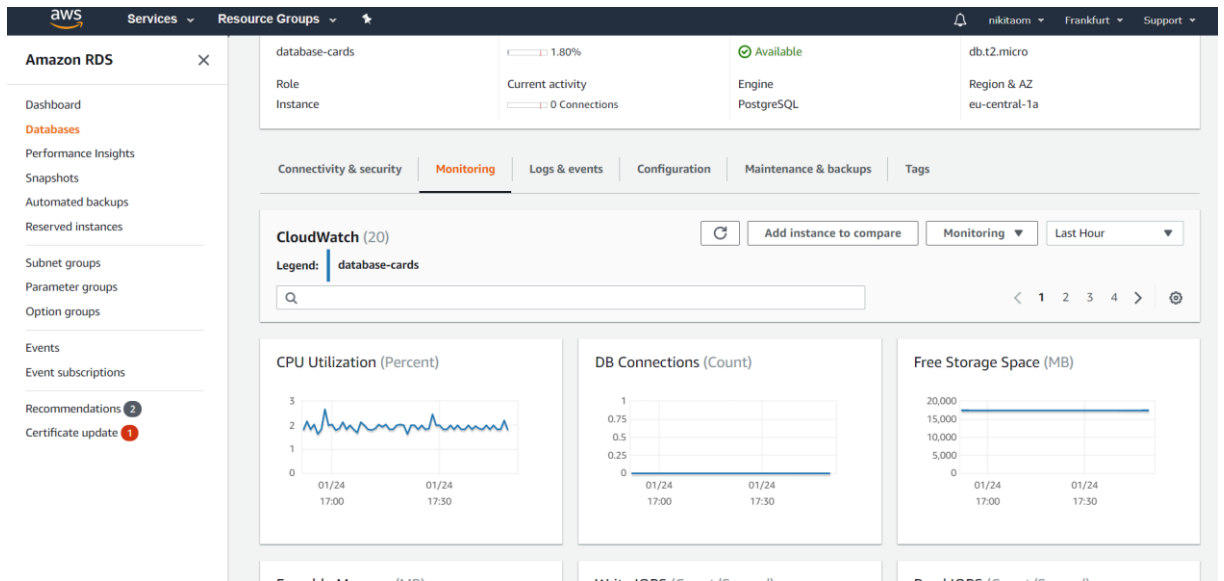 aws Services Resource Groups nikitaom Frankfurt Support
Amazon RDS
Dashboard
Databases
Performance Insights
Snapshots
Automated backups
Reserved instances
Subnet groups
Parameter groups
Option groups
Events
Event subscriptions
Recommendations 2
Certificate update 1
database-cards 1.80% Available db.t2.micro
Role Current activity Engine Region & AZ
Instance 0 Connections PostgreSQL eu-central-1a
Connectivity & security Monitoring Logs & events Configuration Maintenance & backups Tags
CloudWatch (20) Add instance to compare Monitoring Last Hour
Legend: database-cards
1 2 3 4
CPU Utilization (Percent)
3
2
1
0
01/24 01/24
17:00 17:30
DB Connections (Count)
1
0.75
0.5
0.25
0
01/24 01/24
17:00 17:30
Free Storage Space (MB)
20,000
15,000
10,000
5,000
0
01/24 01/24
17:00 17:30